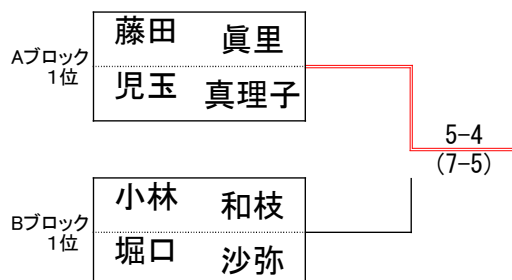 Aブロック
1位
藤田 眞里
児玉 真理子
5-4
(7-5)
Bブロック
1位
小林 和枝
堀口 沙弥